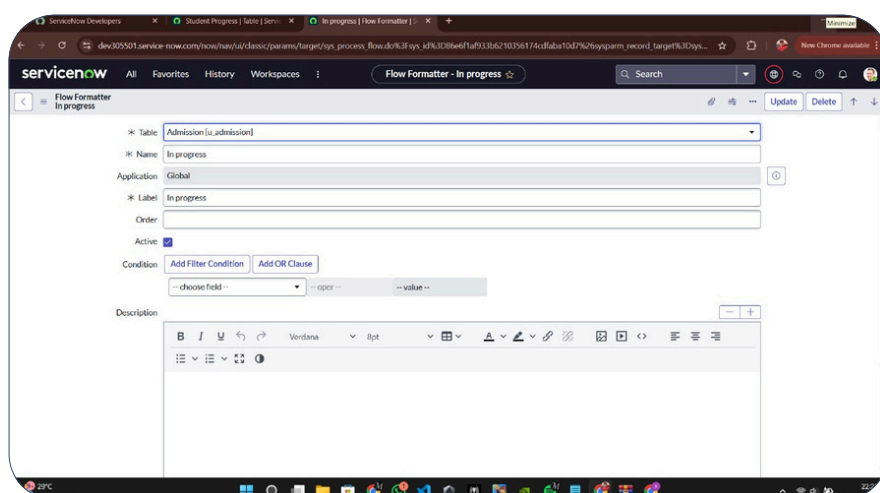 ServiceNow Developers
Student Progress | Table | Servic
In progress | Flow Formatter | S
Minimize
dev305501.service-now.com/now/nav/ui/classic/params/target/sys_process_flow.do%3Fsys_id%3D86e6f1af933b6210356174cdfaba10d7%26sysparm_record_target%3Dsys...
New Chrome available
servicenow
All Favorites History Workspaces
Flow Formatter - In progress
Search
Flow Formatter
In progress
Update Delete
Table Admission [u_admission]
Name In progress
Application Global
Label In progress
Order
Active
Condition Add Filter Condition Add OR Clause
-- choose field -- -- oper -- -- value --
Description
B I U Verdana 8pt A
29°C